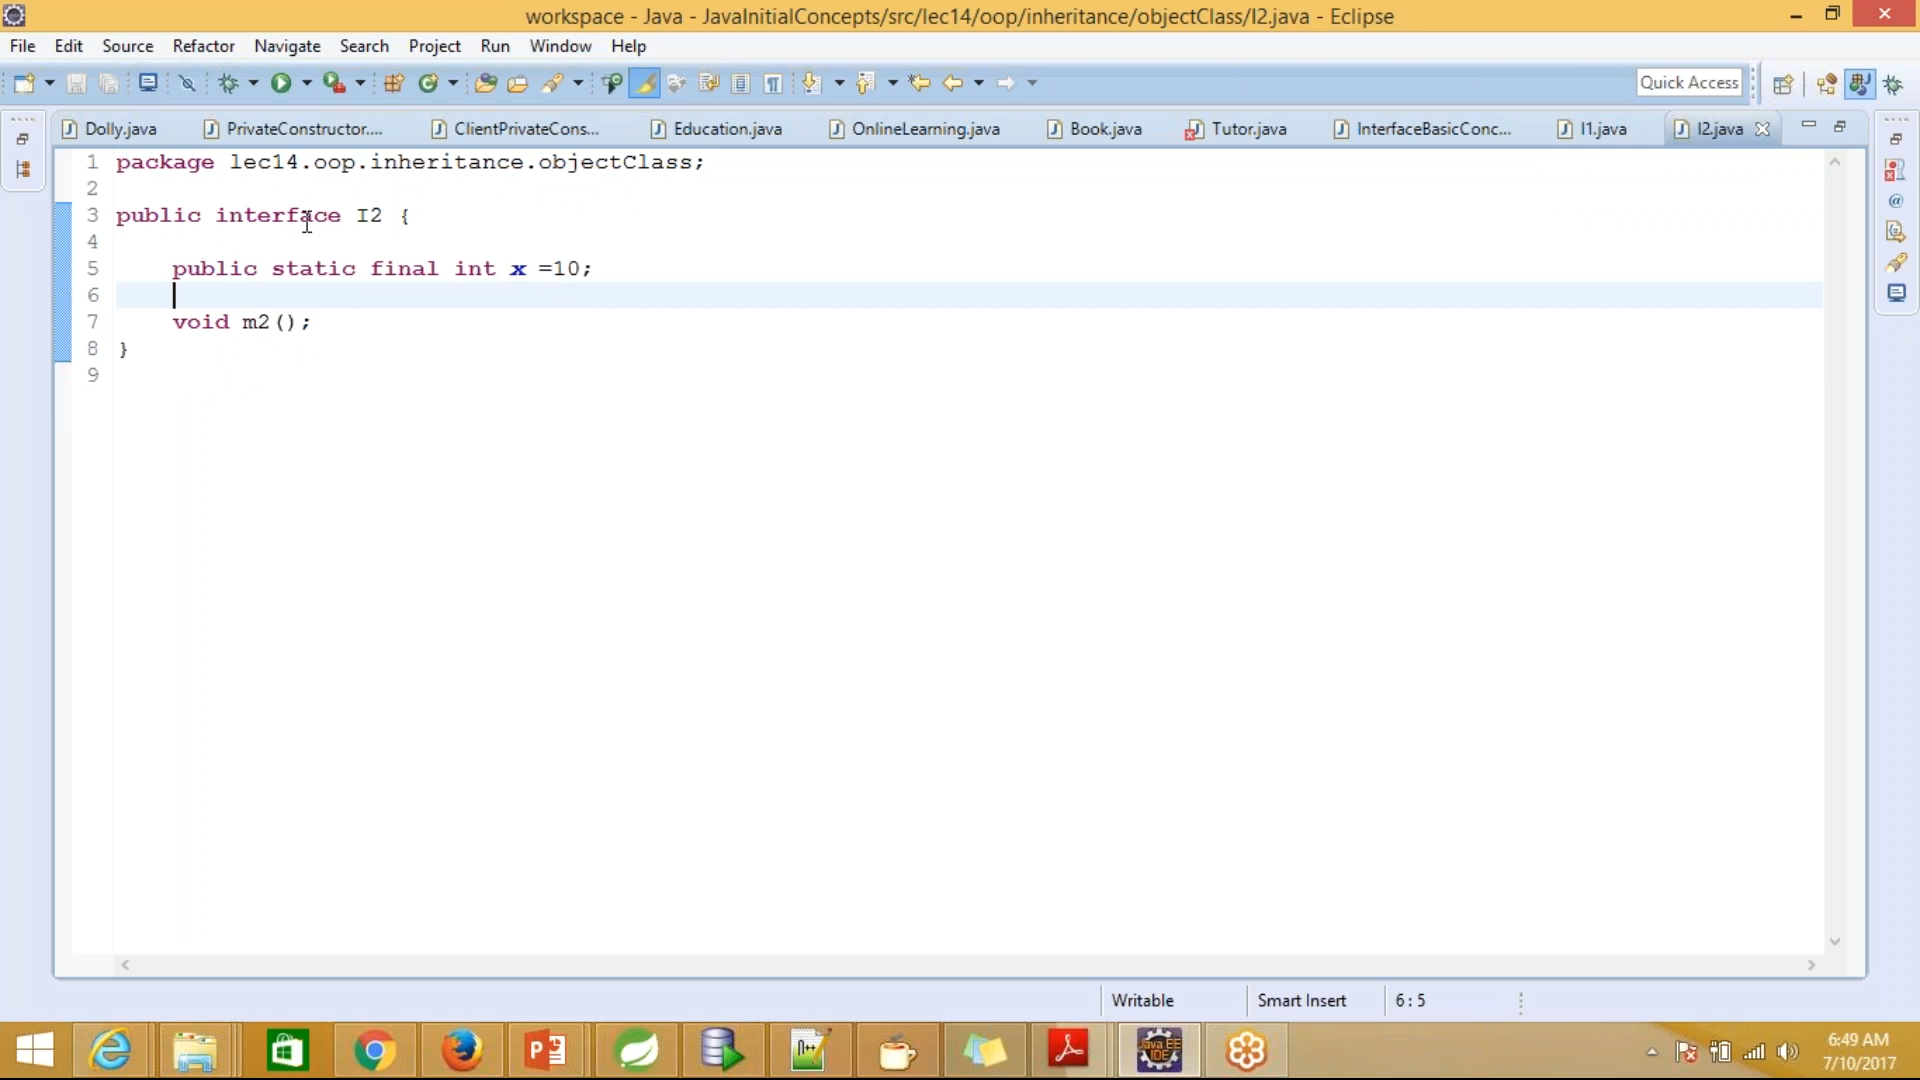 workspace - Java - JavaInitialConcepts/src/lec14/oop/inheritance/objectClass/I2.java - Eclipse
File Edit Source Refactor Navigate Search Project Run Window Help
Quick Access
Dolly.java PrivateConstructor.... ClientPrivateCons... Education.java OnlineLearning.java Book.java Tutor.java InterfaceBasicConc... I1.java I2.java
1 package lec14.oop.inheritance.objectClass;
2
3 public interface I2 {
4
5 public static final int x =10;
6
7 void m2();
8 }
9
Writable Smart Insert 6 : 5
Java EE
IDE
6:49 AM
7/10/2017